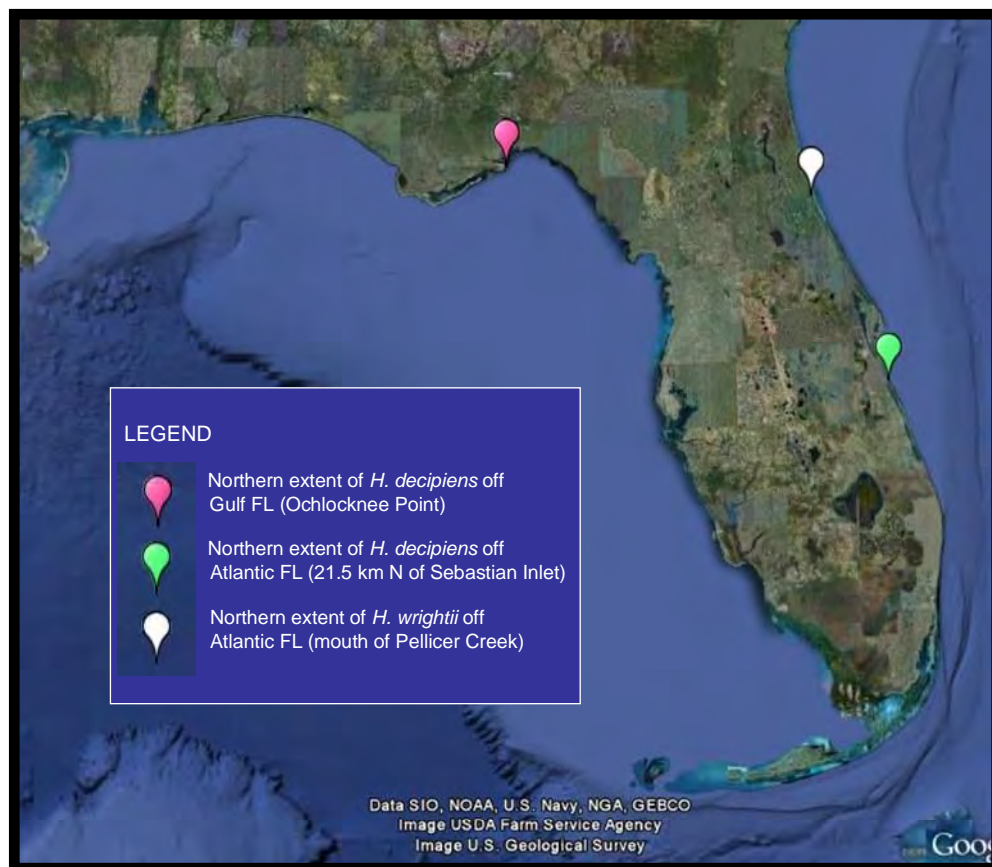 LEGEND
Northern extent of H. decipiens off
Gulf FL (Ochlocknee Point)
Northern extent of H. decipiens off
Atlantic FL (21.5 km N of Sebastian Inlet)
Northern extent of H. wrightii off
Atlantic FL (mouth of Pellicer Creek)
Data SIO, NOAA, U.S. Navy, NGA, GEBCO
Image USDA Farm Service Agency
Image U.S. Geological Survey
Goo